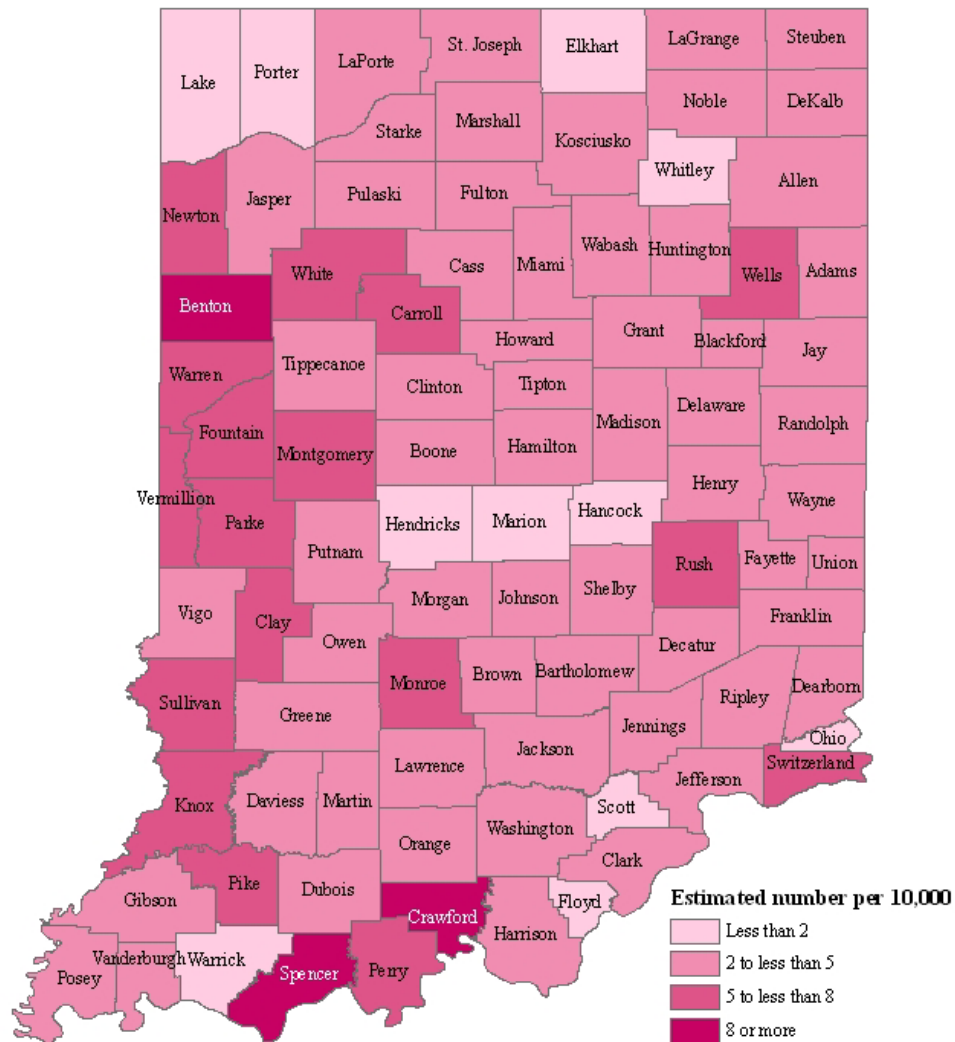 St. Joseph
Elkhart
LaGrange
Steuben
Lake
Porter
LaPorte
Noble
DeKalb
Starke
Marshall
Kosciusko
Whitley
Allen
Newton
Jasper
Pulaski
Fulton
White
Cass
Miami
Wabash
Huntington
Wells
Adams
Benton
Carroll
Howard
Grant
Blackford
Jay
Warren
Tippecanoe
Clinton
Tipton
Madison
Delaware
Randolph
Fountain
Montgomery
Boone
Hamilton
Henry
Wayne
Vermillion
Parke
Putnam
Hendricks
Marion
Hancock
Rush
Fayette
Union
Vigo
Clay
Owen
Morgan
Johnson
Shelby
Decatur
Franklin
Sullivan
Greene
Monroe
Brown
Bartholomew
Jennings
Ripley
Dearborn
Ohio
Knox
Daviess
Martin
Lawrence
Jackson
Jefferson
Switzerland
Scott
Orange
Washington
Clark
Gibson
Pike
Dubois
Crawford
Harrison
Floyd
Posey
Vanderburgh
Warrick
Spencer
Perry
Estimated number per 10,000
Less than 2
2 to less than 5
5 to less than 8
8 or more